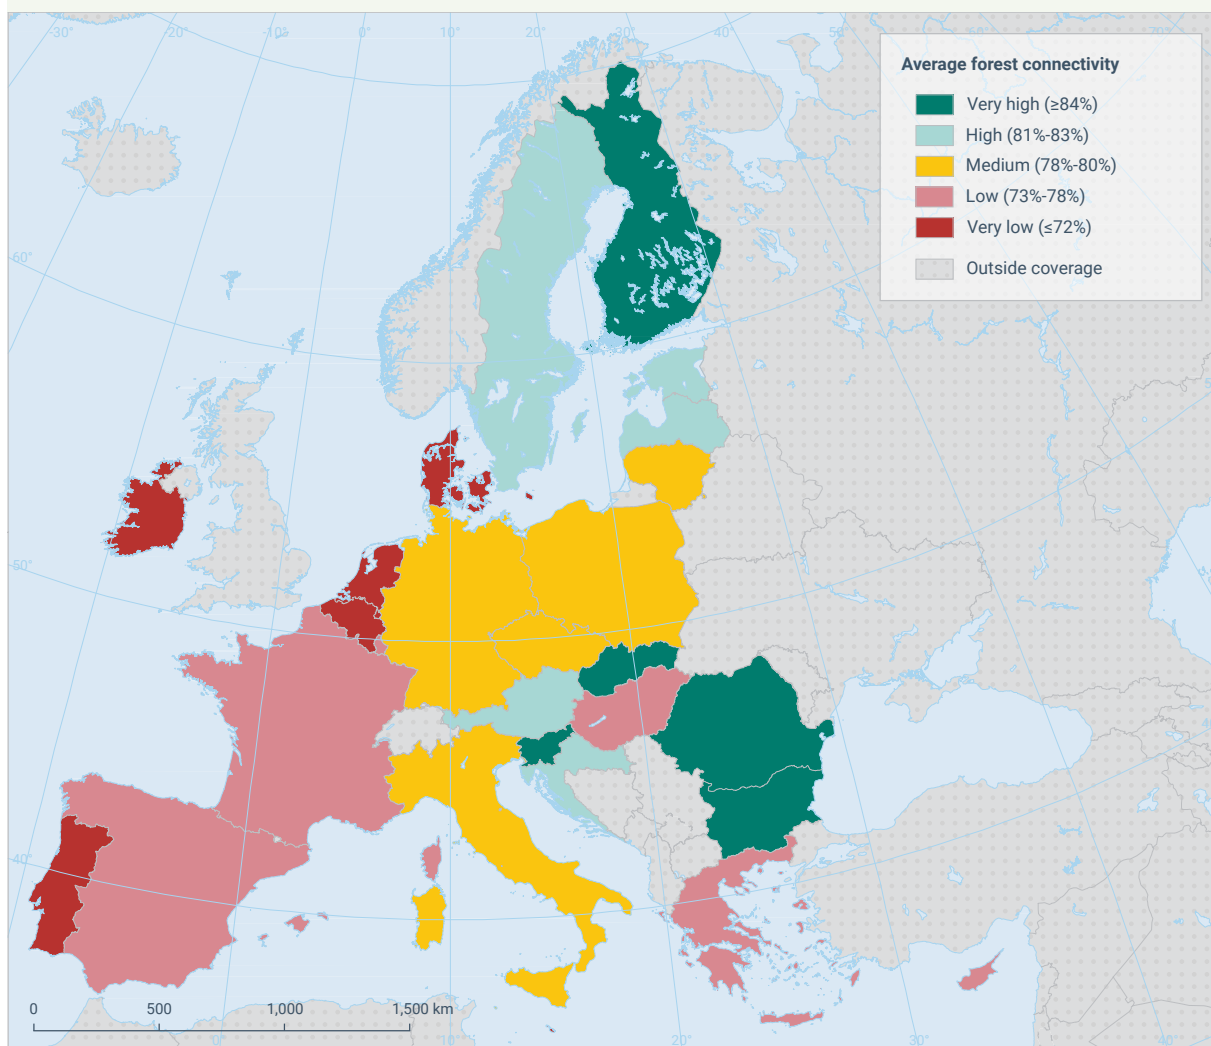 -30°
-20°
-10°
0°
10°
20°
30°
40°
50°
60°
50°
40°
20°
30°
40°
Average forest connectivity
Very high (≥84%)
High (81%-83%)
Medium (78%-80%)
Low (73%-78%)
Very low (≤72%)
Outside coverage
0
500
1,000
1,500 km